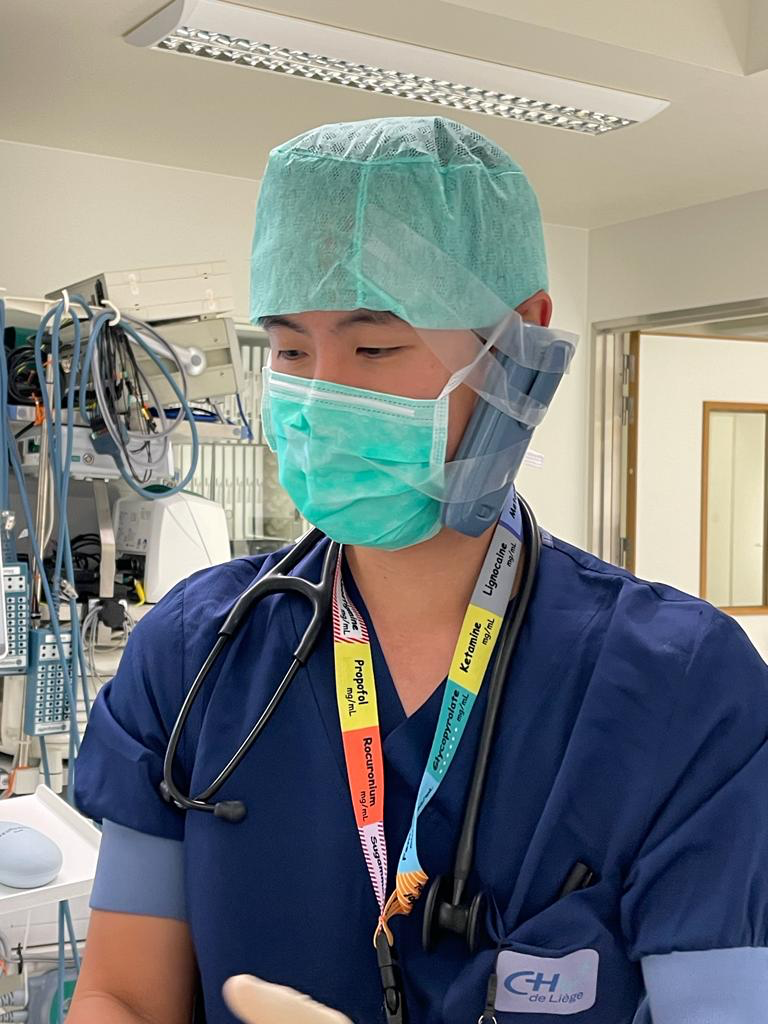 Lignocaine
mg/mL
Ketamine
mg/mL
Glycopyrrolate
mg/mL
Propofol
mg/mL
Rocuronium
mg/mL
CH
de Liège